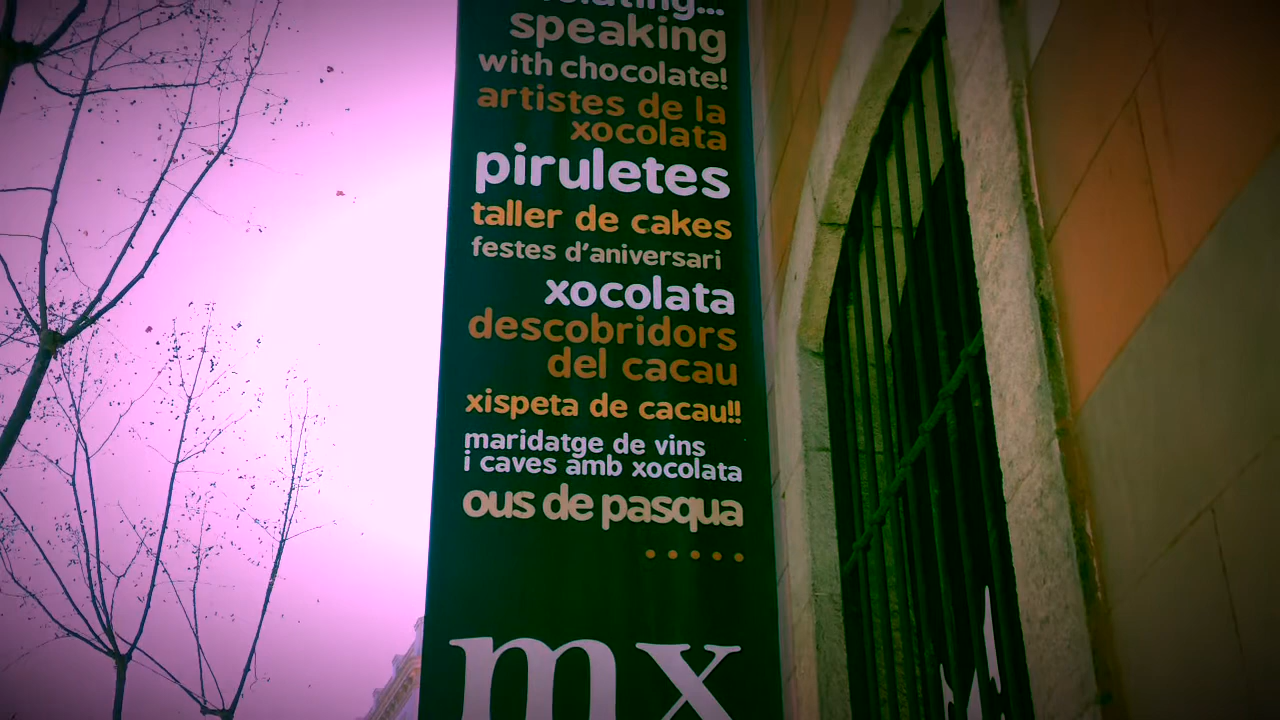 speaking
with chocolate!
artistes de la
xocolata
piruletes
taller de cakes
festes d'aniversari
xocolata
descobridors
del cacau
xispeta de cacau!!
maridatge de vins
i caves amb xocolata
ous de pasqua
.....
mx